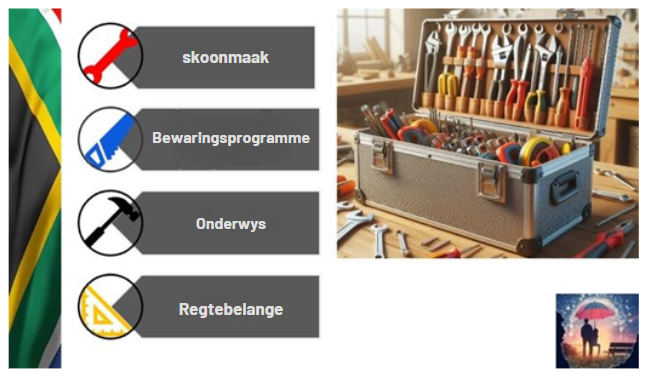 skoonmaak
Bewaringsprogramme
Onderwys
Regtebelange